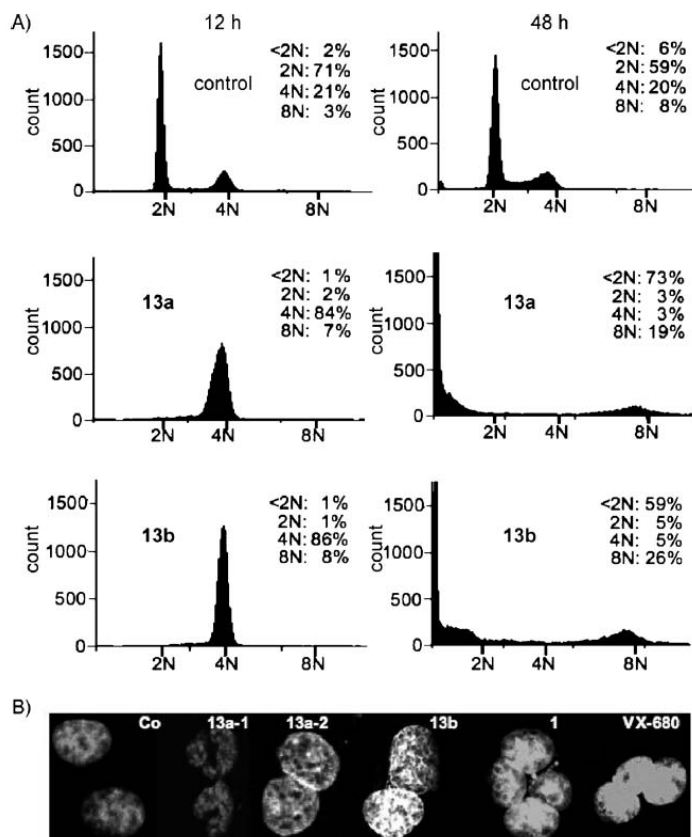 A)
12 h
48 h
count
1500
1000
500
0
control
<2N: 2%
2N: 71%
4N: 21%
8N: 3%
2N 4N 8N
count
1500
1000
500
0
control
<2N: 6%
2N: 59%
4N: 20%
8N: 8%
2N 4N 8N
count
1500
1000
500
0
13a
<2N: 1%
2N: 2%
4N: 84%
8N: 7%
2N 4N 8N
count
1500
1000
500
0
13a
<2N: 73%
2N: 3%
4N: 3%
8N: 19%
2N 4N 8N
count
1500
1000
500
0
13b
<2N: 1%
2N: 1%
4N: 86%
8N: 8%
2N 4N 8N
count
1500
1000
500
0
13b
<2N: 59%
2N: 5%
4N: 5%
8N: 26%
2N 4N 8N
B)
Co 13a-1 13a-2 13b 1 VX-680